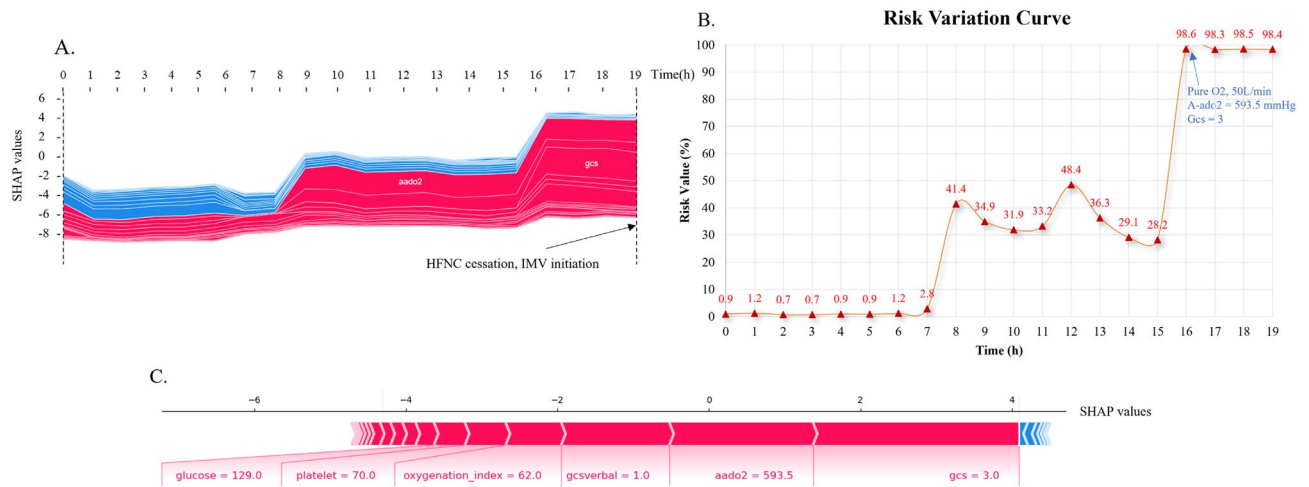 A.
0 1 2 3 4 5 6 7 8 9 10 11 12 13 14 15 16 17 18 19 Time(h)
6
4
2
0
-2
-4
-6
-8
SHAP values
aado2
gcs
HFNC cessation, IMV initiation
B.
Risk Variation Curve
100
90
80
70
60
50
40
30
20
10
0
Risk Value (%)
0.9 1.2 0.7 0.7 0.9 0.9 1.2 2.8 41.4 34.9 31.9 33.2 48.4 36.3 29.1 28.2 98.6 98.3 98.5 98.4
Pure O2, 50L/min
A-ado2 = 593.5 mmHg
Gcs = 3
0 1 2 3 4 5 6 7 8 9 10 11 12 13 14 15 16 17 18 19
Time (h)
C.
−6 −4 −2 0 2 4
SHAP values
glucose = 129.0 platelet = 70.0 oxygenation_index = 62.0 gcsverbal = 1.0 aado2 = 593.5 gcs = 3.0